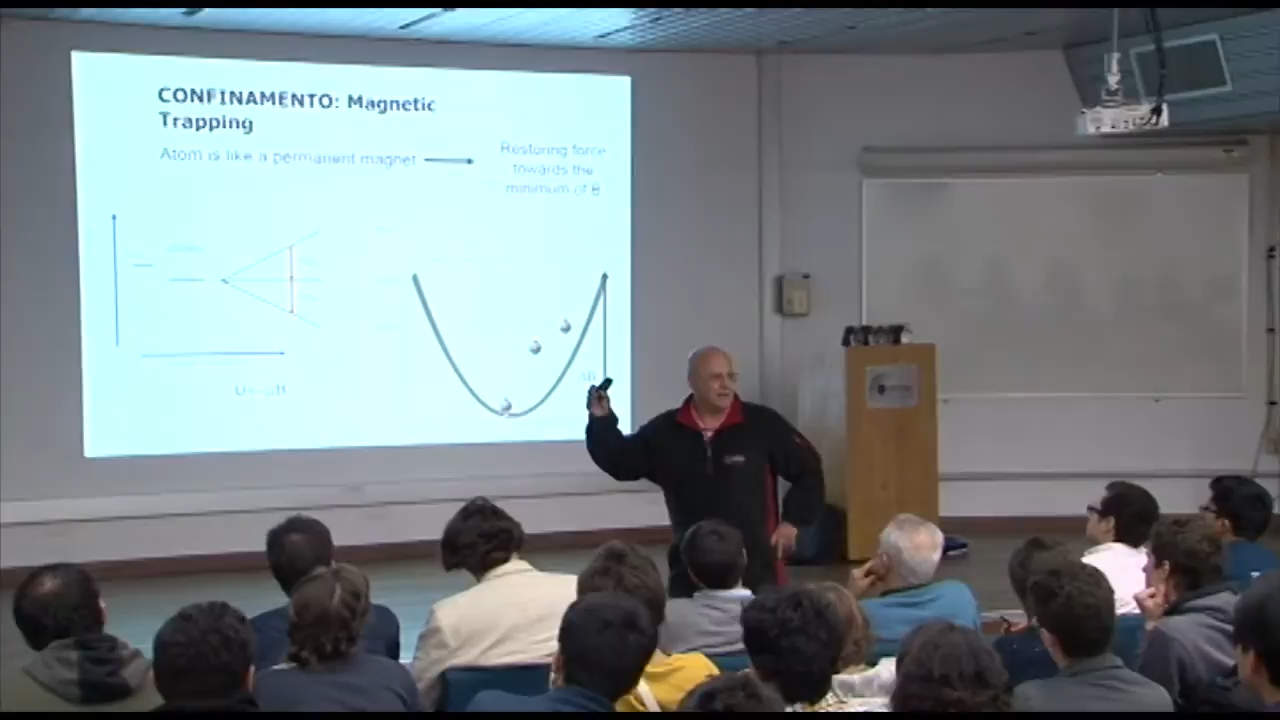 CONFINAMENTO: Magnetic
Trapping
Atom is like a permanent magnet
Restoring force
towards the
minimum of B